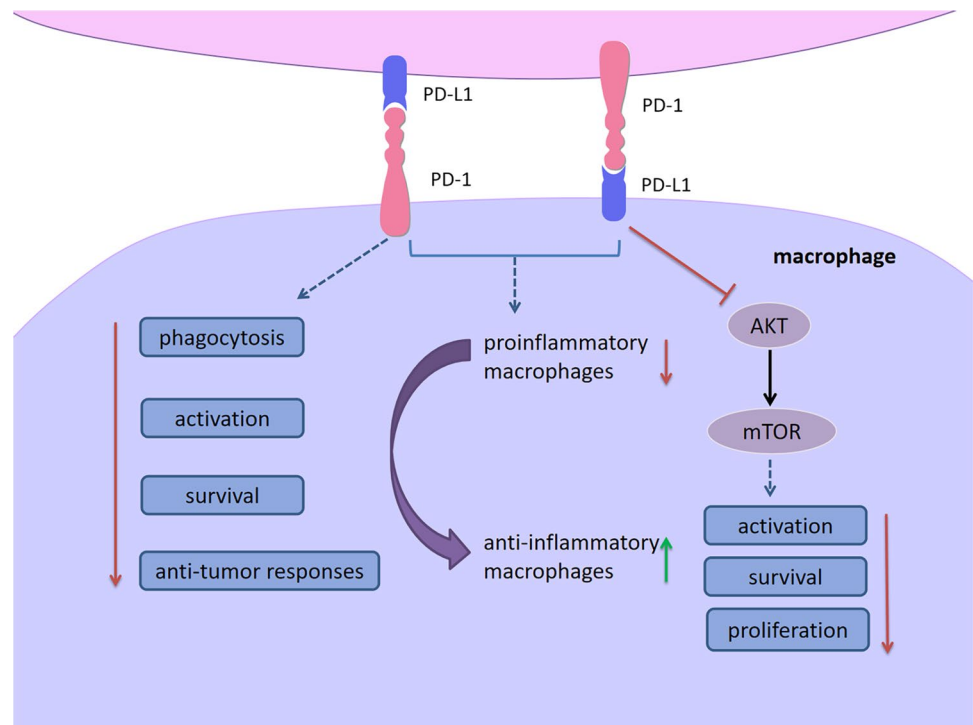 PD-L1
PD-1
PD-1
PD-L1
macrophage
phagocytosis
activation
survival
anti-tumor responses
proinflammatory
macrophages
anti-inflammatory
macrophages
AKT
mTOR
activation
survival
proliferation